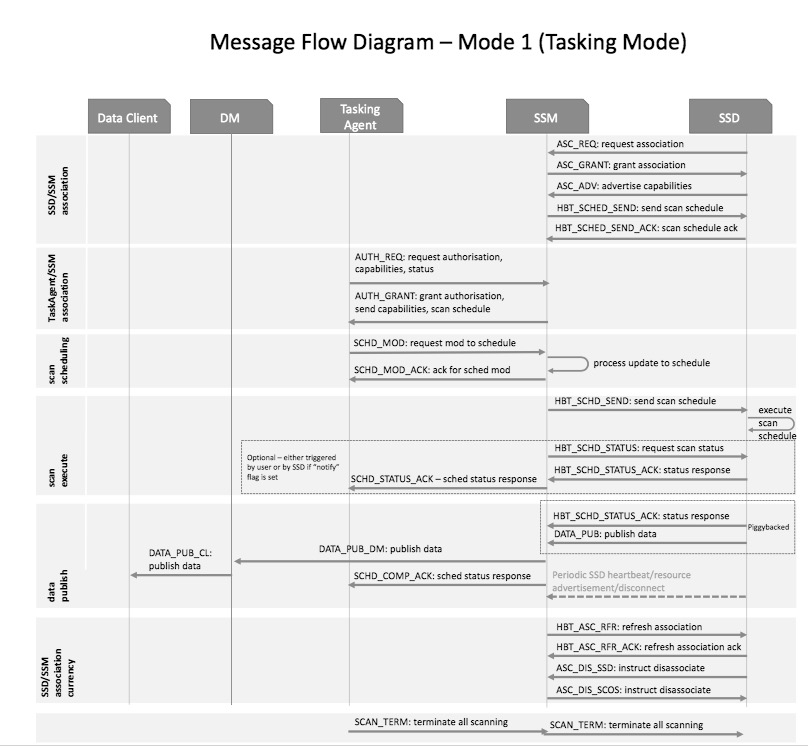 Message Flow Diagram – Mode 1 (Tasking Mode)
Data Client
DM
Tasking
Agent
SSM
SSD
SSD/SSM
association
ASC_REQ: request association
ASC_GRANT: grant association
ASC_ADV: advertise capabilities
HBT_SCHED_SEND: send scan schedule
HBT_SCHED_SEND_ACK: scan schedule ack
TaskAgent/SSM
association
AUTH_REQ: request authorisation,
capabilities, status
AUTH_GRANT: grant authorisation,
send capabilities, scan schedule
scan
scheduling
SCHD_MOD: request mod to schedule
process update to schedule
SCHD_MOD_ACK: ack for sched mod
scan
execute
HBT_SCHD_SEND: send scan schedule
execute
scan
schedule
Optional – either triggered
by user or by SSD if "notify"
flag is set
HBT_SCHD_STATUS: request scan status
HBT_SCHD_STATUS_ACK: status response
SCHD_STATUS_ACK – sched status response
data
publish
HBT_SCHD_STATUS_ACK: status response
Piggybacked
DATA_PUB: publish data
DATA_PUB_DM: publish data
DATA_PUB_CL:
publish data
SCHD_COMP_ACK: sched status response
Periodic SSD heartbeat/resource
advertisement/disconnect
SSD/SSM
association
currency
HBT_ASC_RFR: refresh association
HBT_ASC_RFR_ACK: refresh association ack
ASC_DIS_SSD: instruct disassociate
ASC_DIS_SCOS: instruct disassociate
SCAN_TERM: terminate all scanning
SCAN_TERM: terminate all scanning